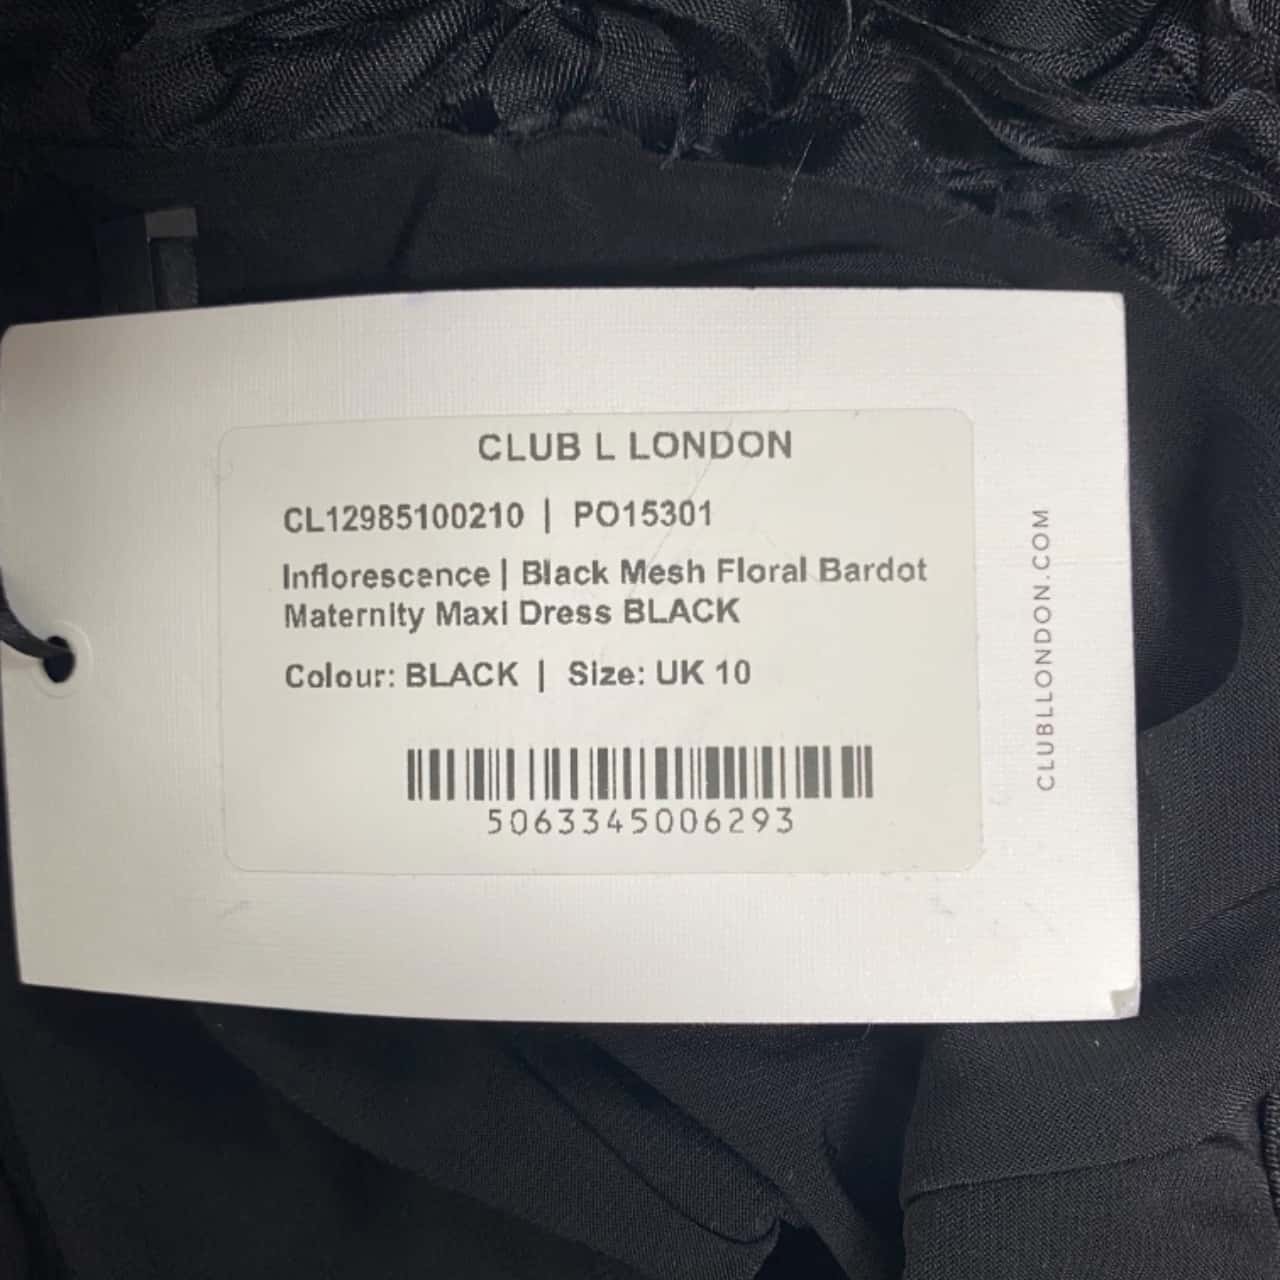 CLUB L LONDON
CL12985100210 | PO15301
Inflorescence | Black Mesh Floral Bardot
Maternity Maxi Dress BLACK
Colour: BLACK | Size: UK 10
5063345006293
CLUBLLONDON.COM